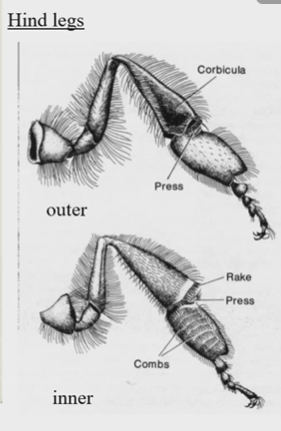 Hind legs
Corbicula
Press
outer
Rake
Press
Combs
inner